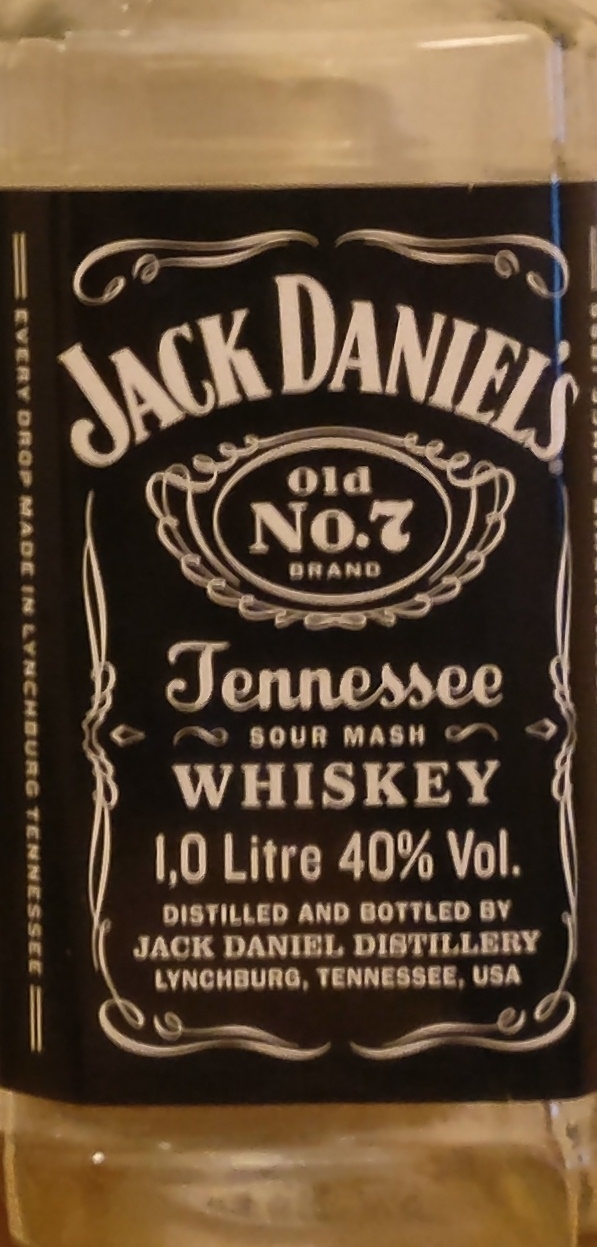 JACK DANIEL'S
Old
No.7
BRAND
Tennessee
SOUR MASH
WHISKEY
1,0 Litre 40% Vol.
DISTILLED AND BOTTLED BY
JACK DANIEL DISTILLERY
LYNCHBURG, TENNESSEE, USA
EVERY DROP MADE IN LYNCHBURG TENNESSEE